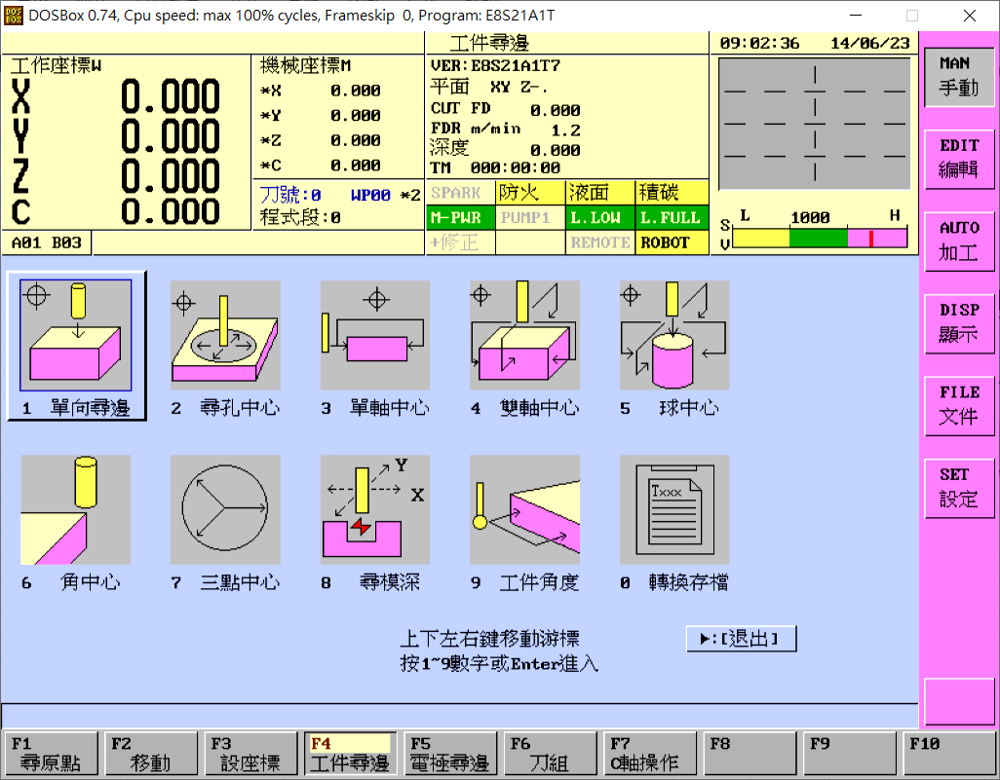 DOSBox 0.74, Cpu speed: max 100% cycles, Frameskip 0, Program: E8S21A1T
工作座標W
X 0.000
Y 0.000
Z 0.000
C 0.000
A01 B03
機械座標M
*X 0.000
*Y 0.000
*Z 0.000
*C 0.000
刀號:0 WP00 *2
程式段:0
工件尋邊
VER:E8S21A1T7
平面 XY Z-.
CUT FD 0.000
FDR m/min 1.2
深度 0.000
TM 000:00:00
SPARK 防火 液面 積碳
M-PWR PUMP1 L.LOW L.FULL
+修正 REMOTE ROBOT
09:02:36 14/06/23
L 1000 H
S
V
MAN
手動
EDIT
編輯
AUTO
加工
DISP
顯示
FILE
文件
SET
設定
1 單向尋邊
2 尋孔中心
3 單軸中心
4 雙軸中心
5 球中心
Y
X
Txxx
6 角中心
7 三點中心
8 尋模深
9 工件角度
0 轉換存檔
上下左右鍵移動游標
按1~9數字或Enter進入
▶:[退出]
F1
尋原點
F2
移動
F3
設座標
F4
工件尋邊
F5
電極尋邊
F6
刀組
F7
C軸操作
F8
F9
F10